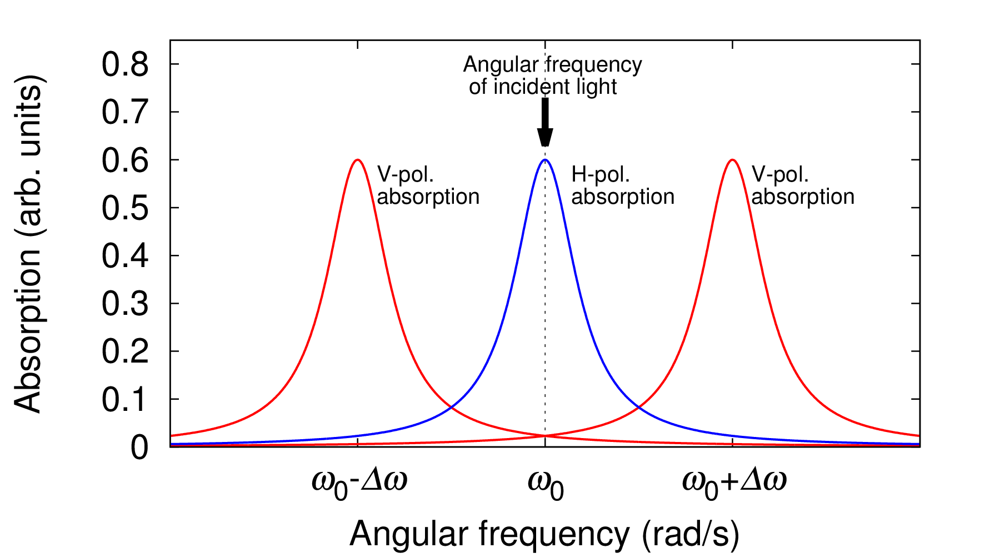 Absorption (arb. units)
0.8
0.7
0.6
0.5
0.4
0.3
0.2
0.1
0
Angular frequency
of incident light
V-pol.
absorption
H-pol.
absorption
V-pol.
absorption
ω0-Δω
ω0
ω0+Δω
Angular frequency (rad/s)